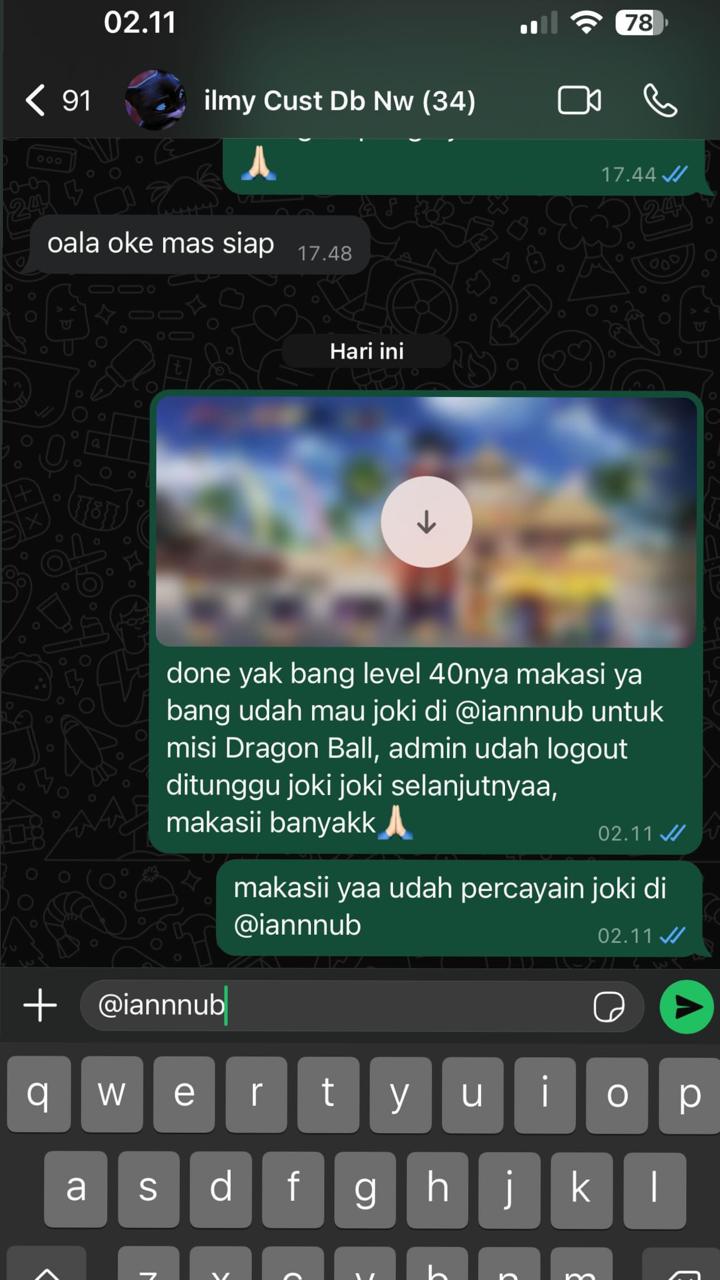 02.11
78
91
ilmy Cust Db Nw (34)
🙏🏻
17.44
oala oke mas siap
17.48
Hari ini
done yak bang level 40nya makasi ya
bang udah mau joki di @iannnub untuk
misi Dragon Ball, admin udah logout
ditunggu joki joki selanjutnyaa,
makasii banyakk🙏🏻
02.11
makasii yaa udah percayain joki di
@iannnub
02.11
@iannnub
q w e r t y u i o p
a s d f g h j k l
z x c v b n m